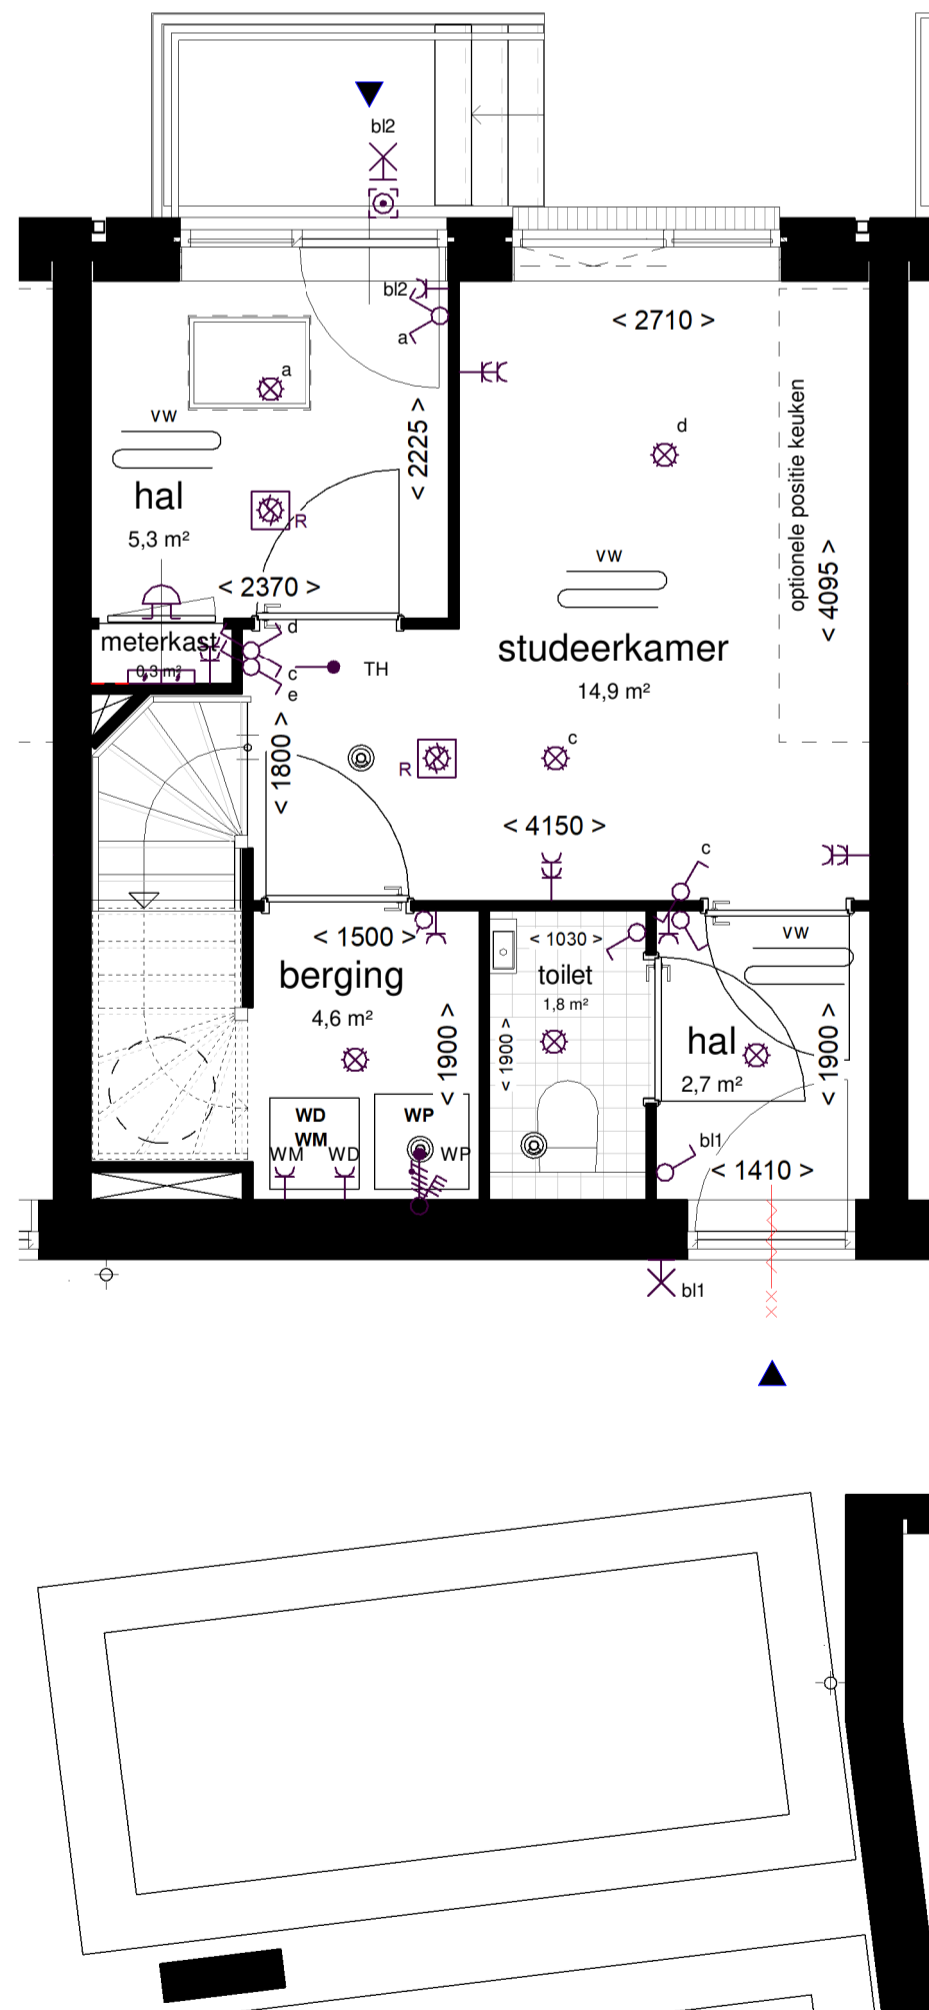 bl2
bl2
a
< 2710 >
a
vw
< 2225 >
d
optionele positie keuken
hal
5,3 m²
R
vw
< 4095 >
< 2370 >
d
meterkast
0,3 m²
c
TH
e
studeerkamer
14,9 m²
< 1800 >
R
c
< 4150 >
c
< 1500 >
< 1030 >
vw
berging
4,6 m²
toilet
1,8 m²
< 1900 >
< 1900 >
hal
2,7 m²
< 1900 >
WD
WM
WP
WM
WD
WP
bl1
< 1410 >
bl1